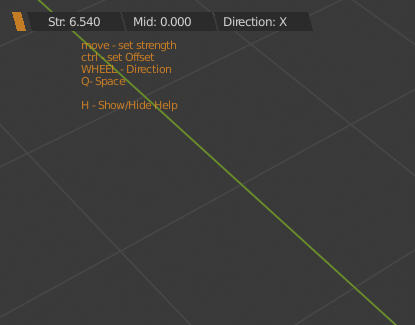 Str: 6.540 Mid: 0.000 Direction: X
move - set strength
ctrl - set Offset
WHEEL - Direction
Q- Space
H - Show/Hide Help